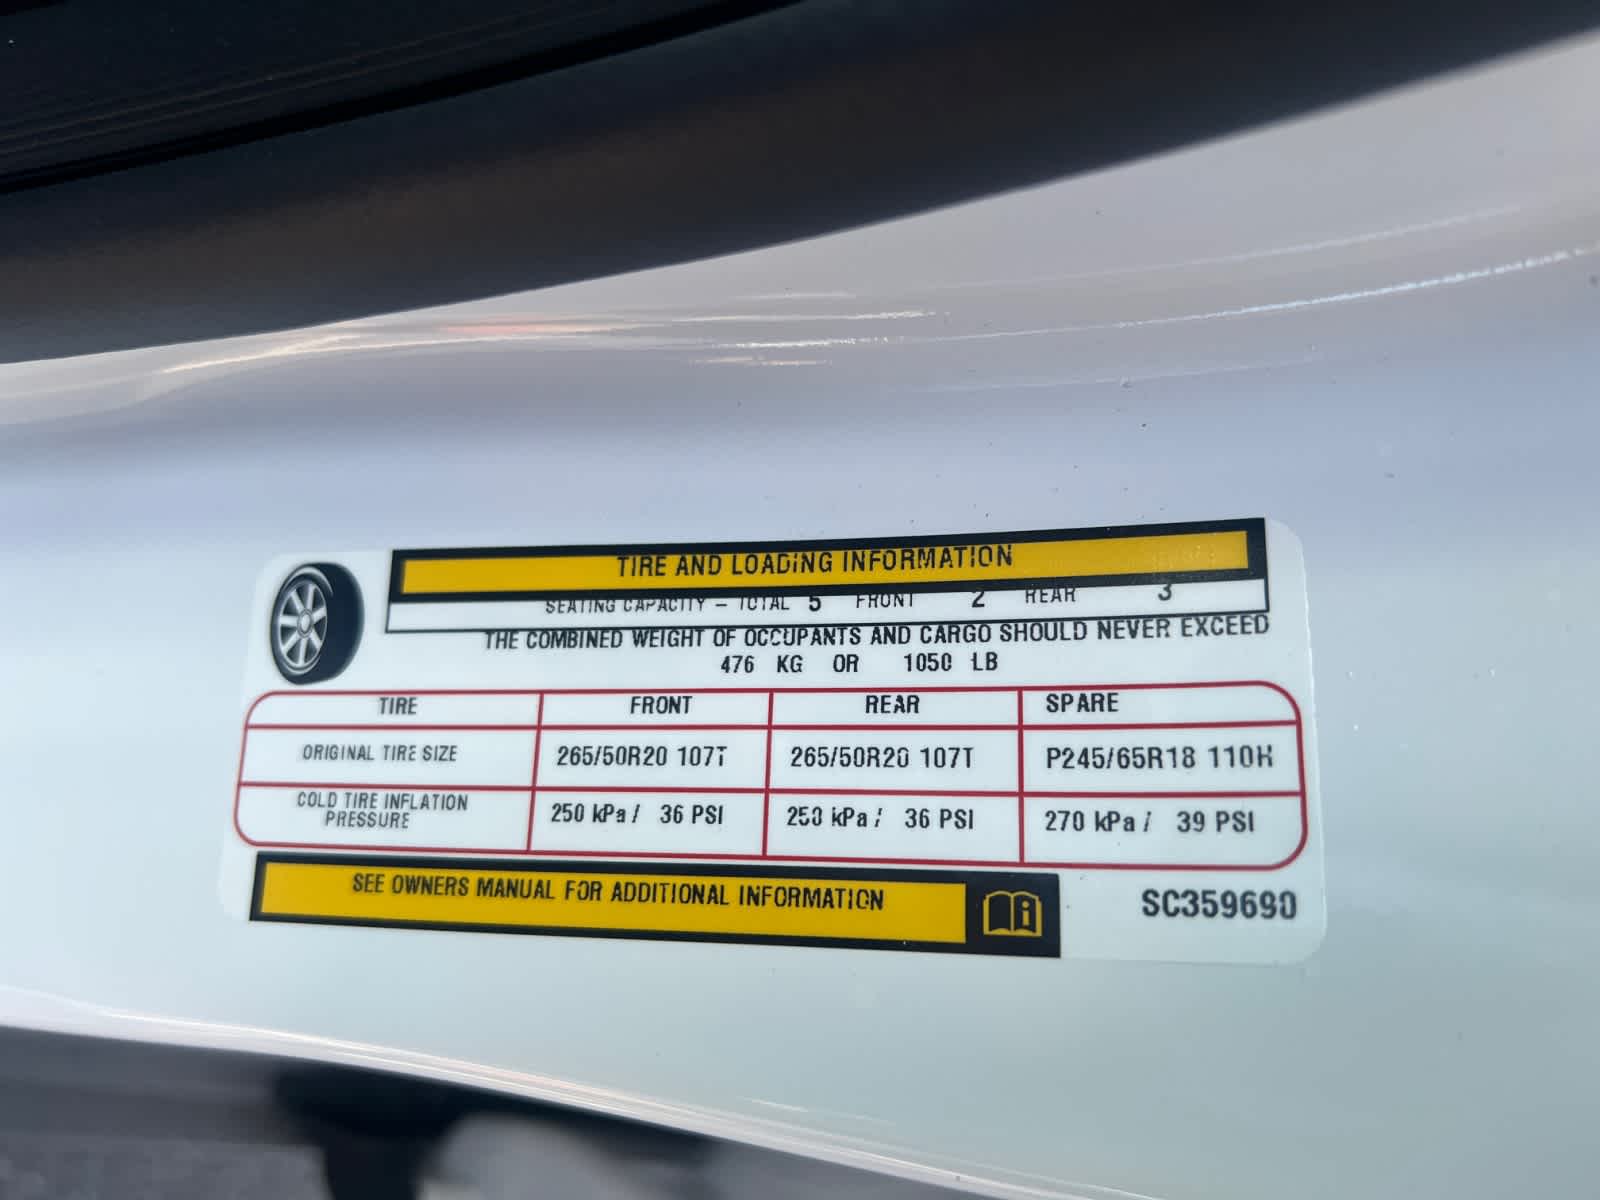 TIRE AND LOADING INFORMATION
SEATING CAPACITY – TOTAL 5 FRONT 2 REAR 3
THE COMBINED WEIGHT OF OCCUPANTS AND CARGO SHOULD NEVER EXCEED
476 KG OR 1050 LB
TIRE FRONT REAR SPARE
ORIGINAL TIRE SIZE 265/50R20 107T 265/50R20 107T P245/65R18 110H
COLD TIRE INFLATION
PRESSURE 250 kPa / 36 PSI 250 kPa / 36 PSI 270 kPa / 39 PSI
SEE OWNERS MANUAL FOR ADDITIONAL INFORMATION
SC359690